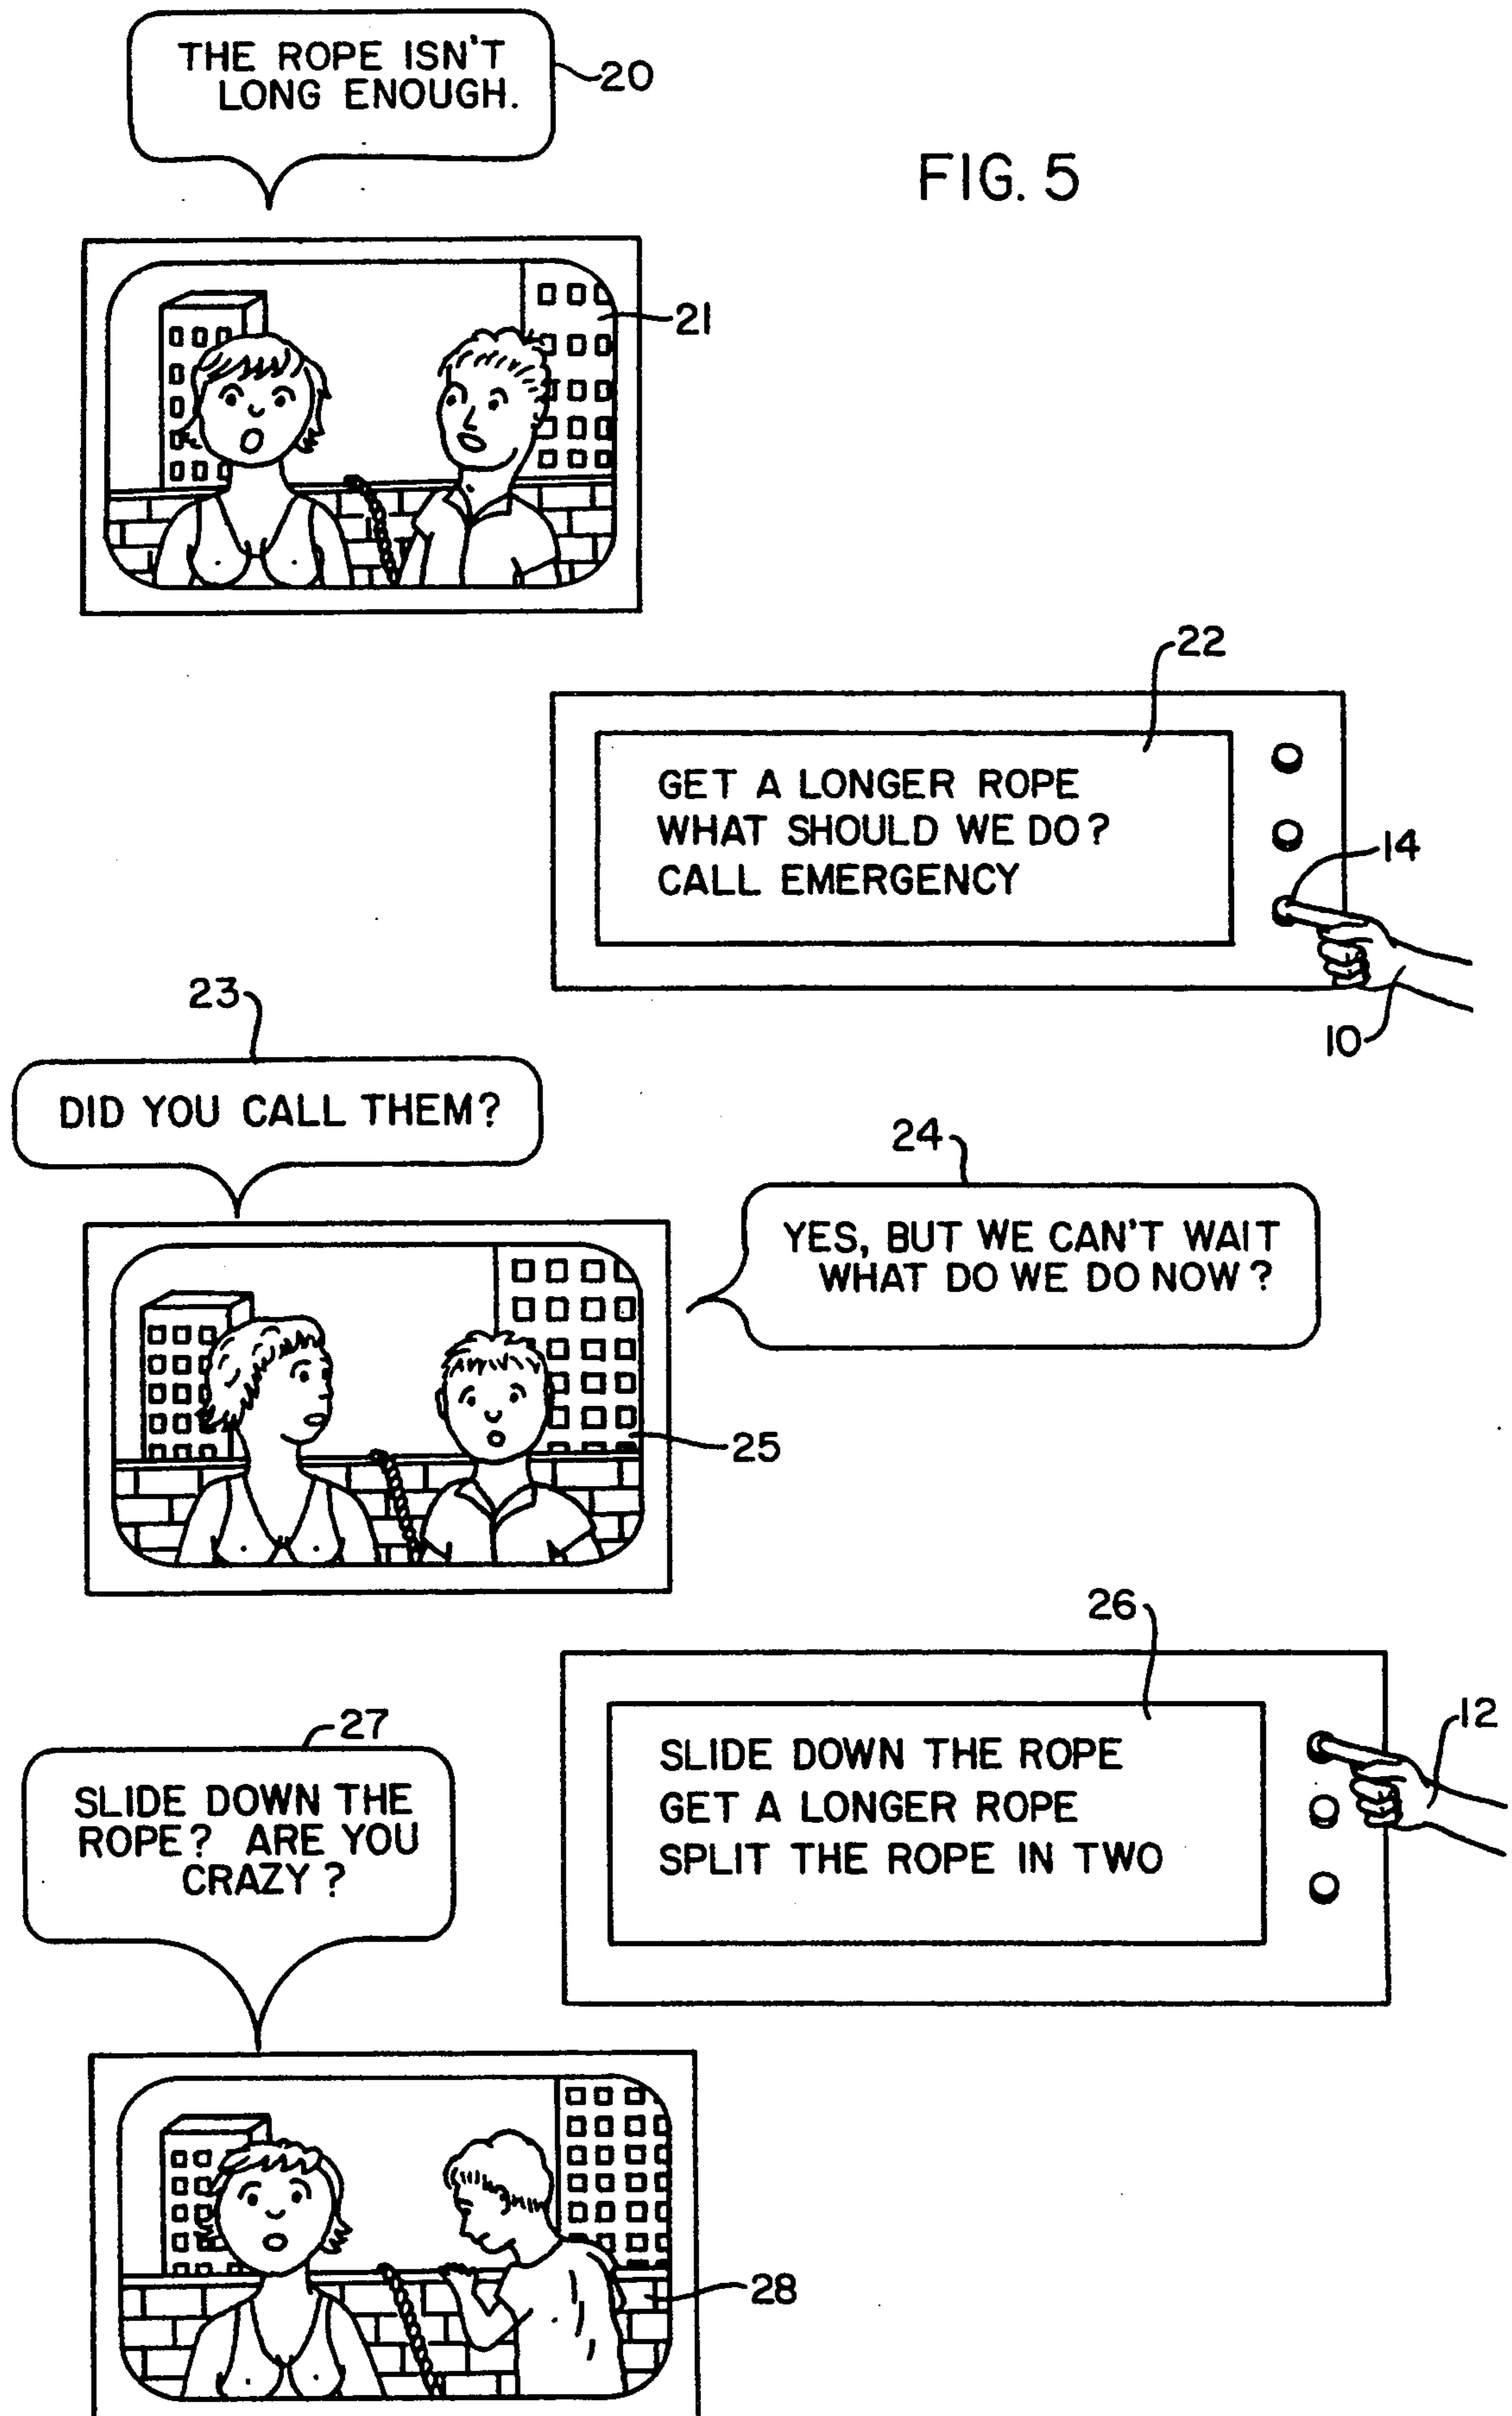 THE ROPE ISN'T
LONG ENOUGH.
20
FIG. 5
21
22
GET A LONGER ROPE
WHAT SHOULD WE DO?
CALL EMERGENCY
14
10
23
DID YOU CALL THEM?
24
YES, BUT WE CAN'T WAIT
WHAT DO WE DO NOW?
25
26
SLIDE DOWN THE ROPE
GET A LONGER ROPE
SPLIT THE ROPE IN TWO
12
27
SLIDE DOWN THE
ROPE? ARE YOU
CRAZY?
28